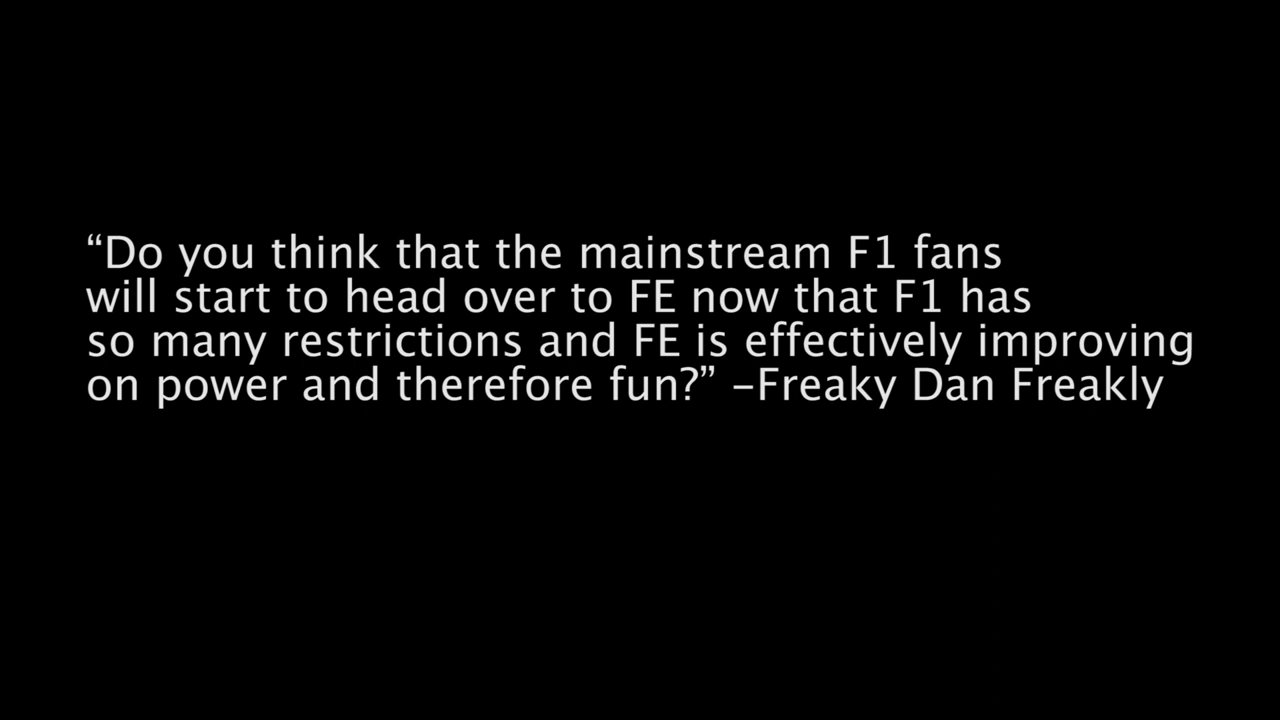 “Do you think that the mainstream F1 fans
will start to head over to FE now that F1 has
so many restrictions and FE is effectively improving
on power and therefore fun?” –Freaky Dan Freakly